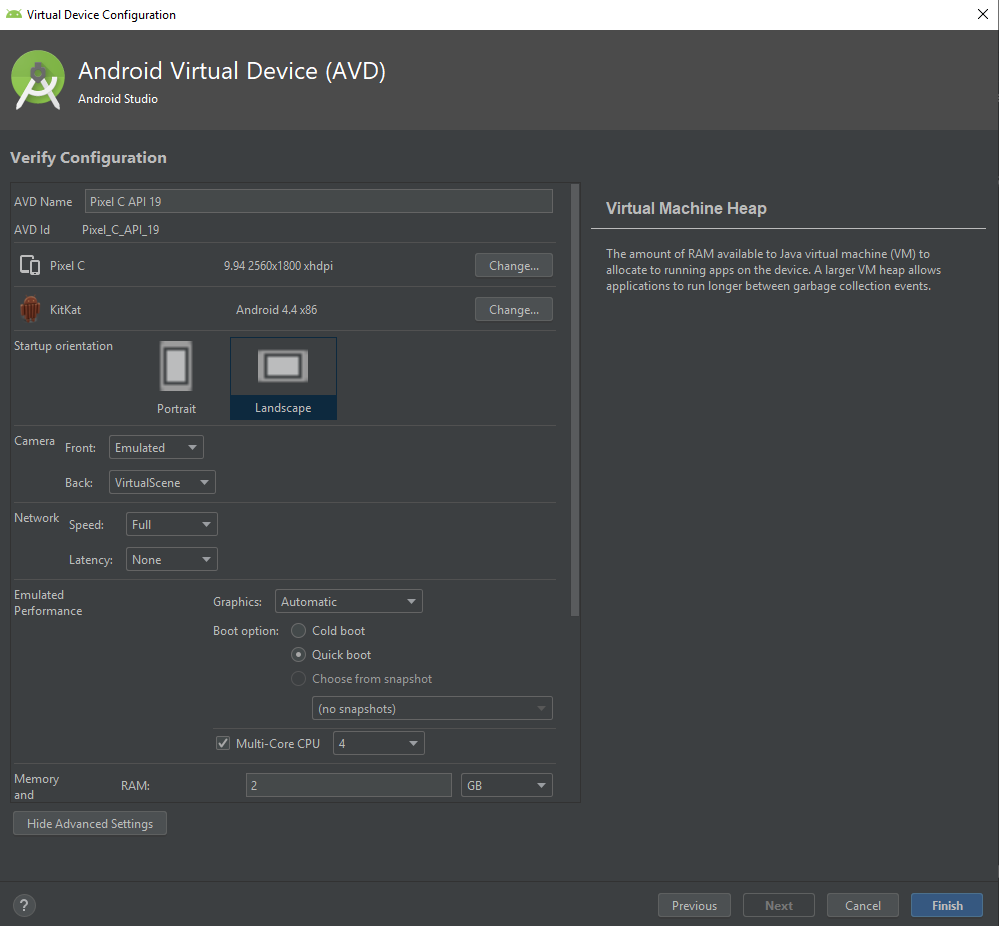 Virtual Device Configuration
Android Virtual Device (AVD)
Android Studio
Verify Configuration
AVD Name Pixel C API 19
AVD Id Pixel_C_API_19
Pixel C 9.94 2560x1800 xhdpi Change...
KitKat Android 4.4 x86 Change...
Startup orientation
Portrait Landscape
Camera Front: Emulated
Back: VirtualScene
Network Speed: Full
Latency: None
Emulated
Performance
Graphics: Automatic
Boot option: Cold boot
Quick boot
Choose from snapshot
(no snapshots)
Multi-Core CPU 4
Memory
and
RAM: 2 GB
Hide Advanced Settings
Virtual Machine Heap
The amount of RAM available to Java virtual machine (VM) to
allocate to running apps on the device. A larger VM heap allows
applications to run longer between garbage collection events.
? Previous Next Cancel Finish